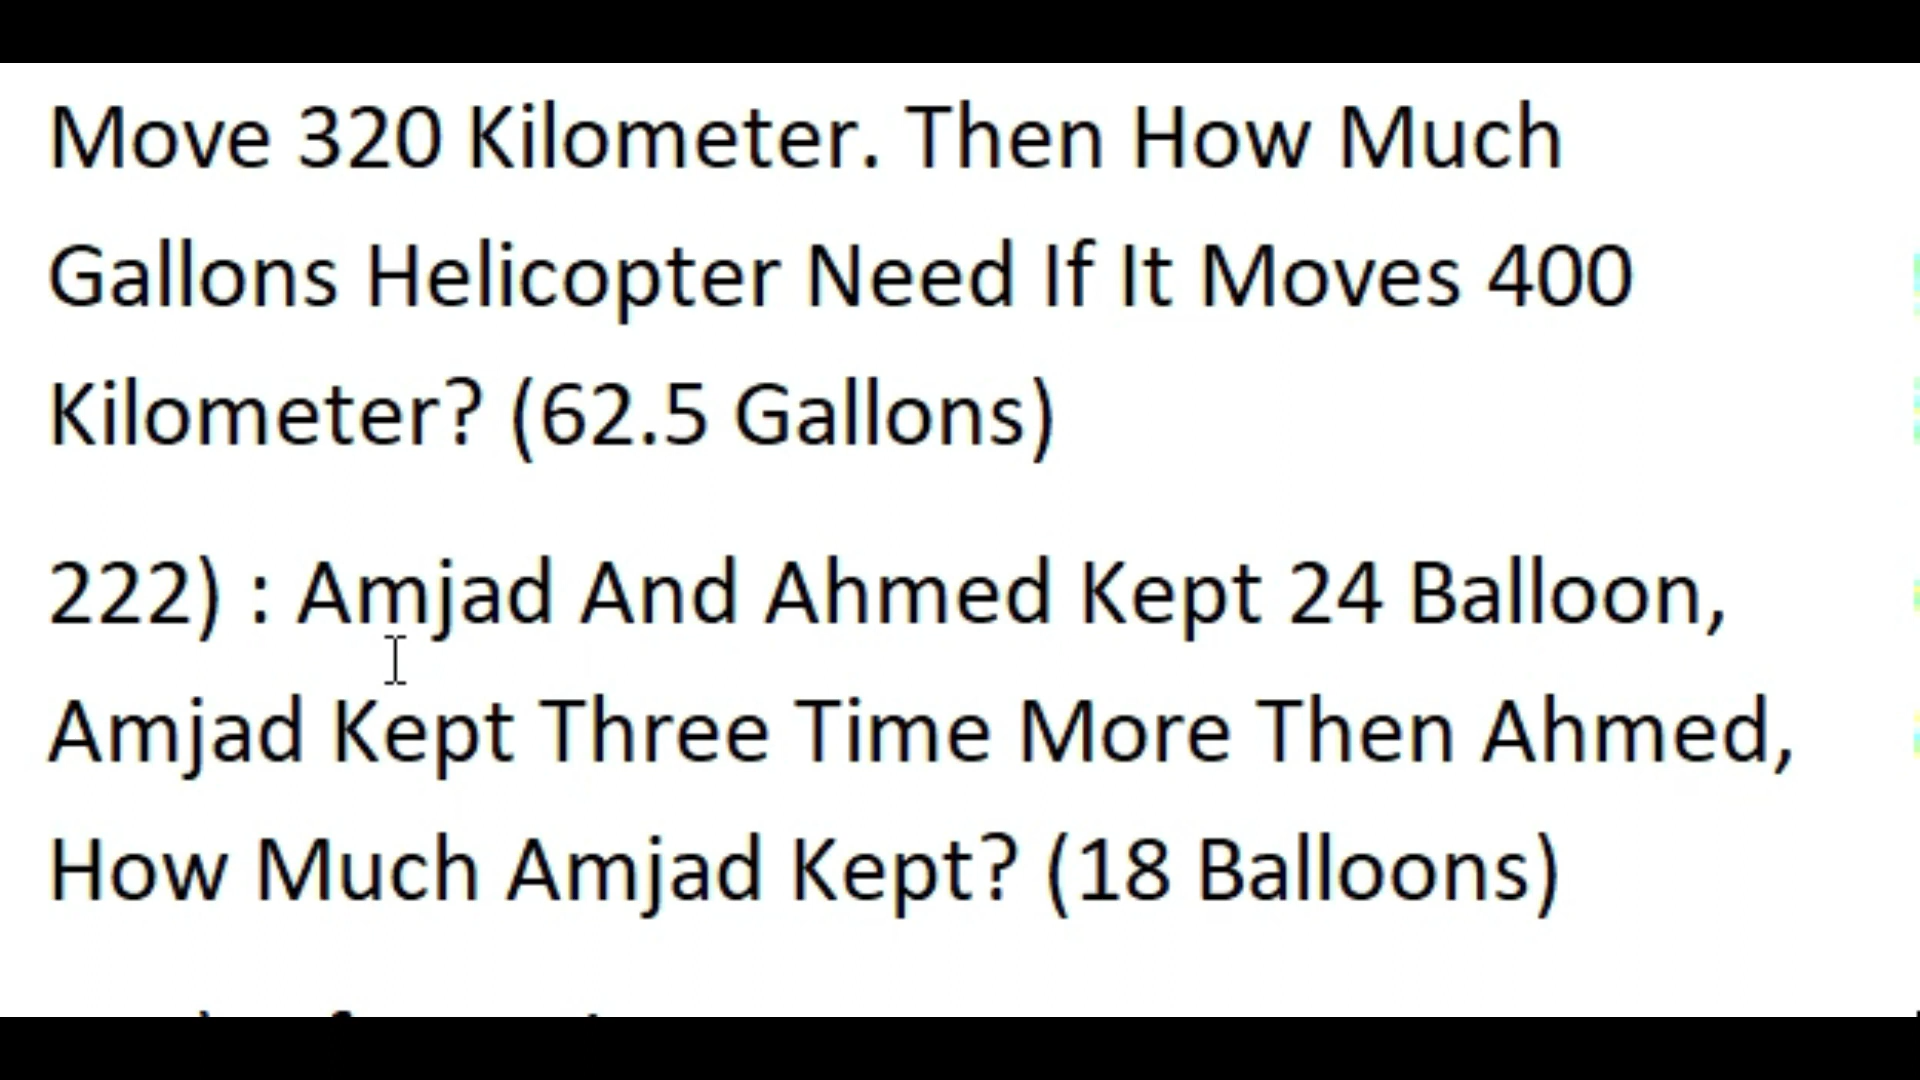 Move 320 Kilometer. Then How Much
Gallons Helicopter Need If It Moves 400
Kilometer? (62.5 Gallons)
222) : Amjad And Ahmed Kept 24 Balloon,
Amjad Kept Three Time More Then Ahmed,
How Much Amjad Kept? (18 Balloons)